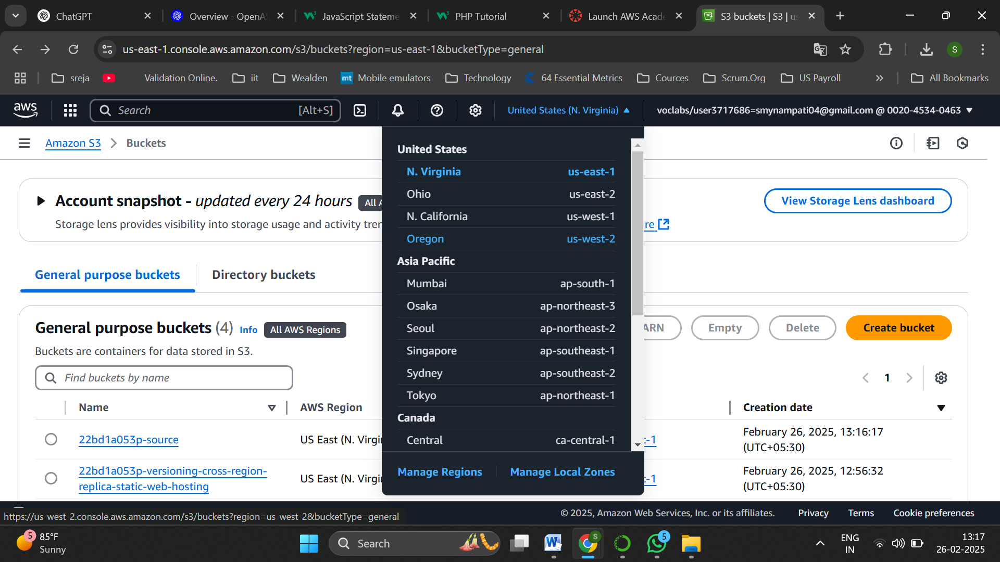 ChatGPT
Overview - OpenA
JavaScript Stateme
PHP Tutorial
Launch AWS Acade
S3 buckets | S3 | us
us-east-1.console.aws.amazon.com/s3/buckets?region=us-east-1&bucketType=general
S
sreja
Validation Online.
iit
Wealden
mt Mobile emulators
Technology
64 Essential Metrics
Cources
Scrum.Org
US Payroll
All Bookmarks
aws
Search [Alt+S]
United States (N. Virginia)
voclabs/user3717686=smynampati04@gmail.com @ 0020-4534-0463
Amazon S3 > Buckets
Account snapshot - updated every 24 hours All A
Storage lens provides visibility into storage usage and activity tren
re
View Storage Lens dashboard
General purpose buckets
Directory buckets
General purpose buckets (4) Info All AWS Regions
Buckets are containers for data stored in S3.
ARN
Empty
Delete
Create bucket
Find buckets by name
1
Name
AWS Region
Creation date
22bd1a053p-source
US East (N. Virgi
t-1
February 26, 2025, 13:16:17
(UTC+05:30)
22bd1a053p-versioning-cross-region-
replica-static-web-hosting
US East (N. Virgi
t-1
February 26, 2025, 12:56:32
(UTC+05:30)
United States
N. Virginia us-east-1
Ohio us-east-2
N. California us-west-1
Oregon us-west-2
Asia Pacific
Mumbai ap-south-1
Osaka ap-northeast-3
Seoul ap-northeast-2
Singapore ap-southeast-1
Sydney ap-southeast-2
Tokyo ap-northeast-1
Canada
Central ca-central-1
Manage Regions
Manage Local Zones
https://us-west-2.console.aws.amazon.com/s3/buckets?region=us-west-2&bucketType=general
© 2025, Amazon Web Services, Inc. or its affiliates.
Privacy
Terms
Cookie preferences
5
85°F
Sunny
Search
W
S
5
ENG
IN
13:17
26-02-2025